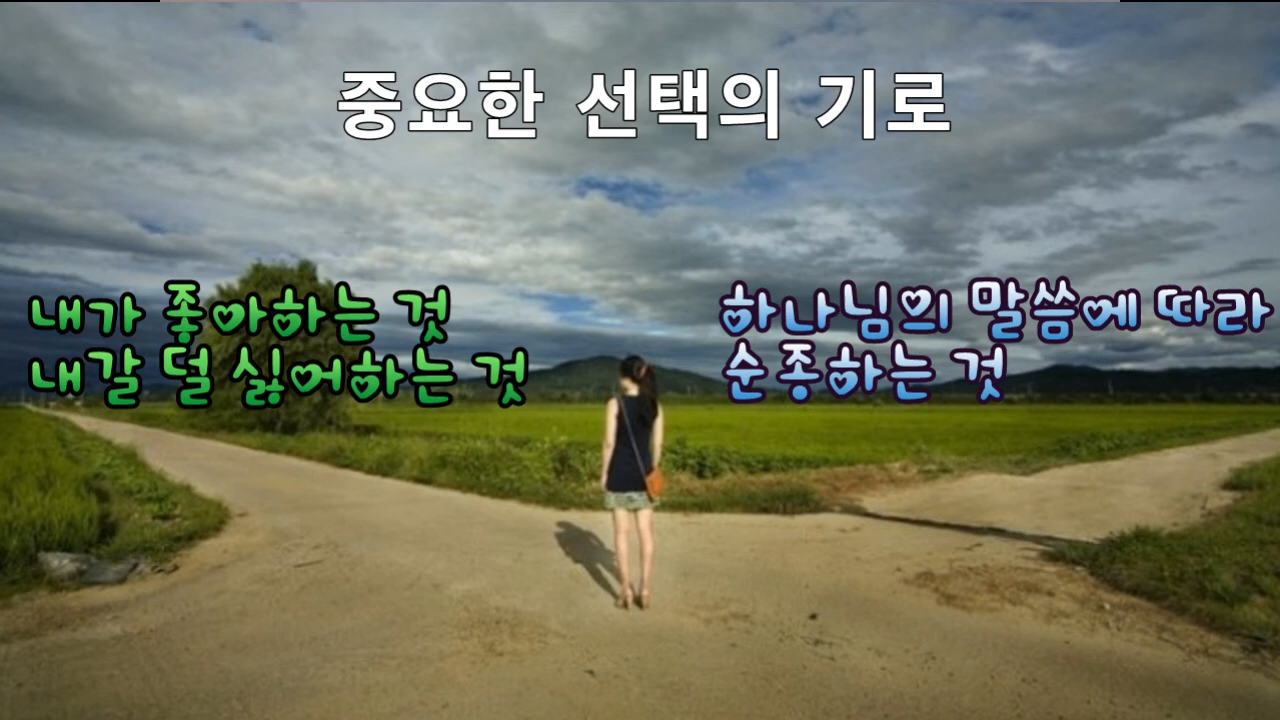 중요한 선택의 기로
내가 좋아하는 것
내갈 덜 싫어하는 것
하나님의 말씀에 따라
순종하는 것